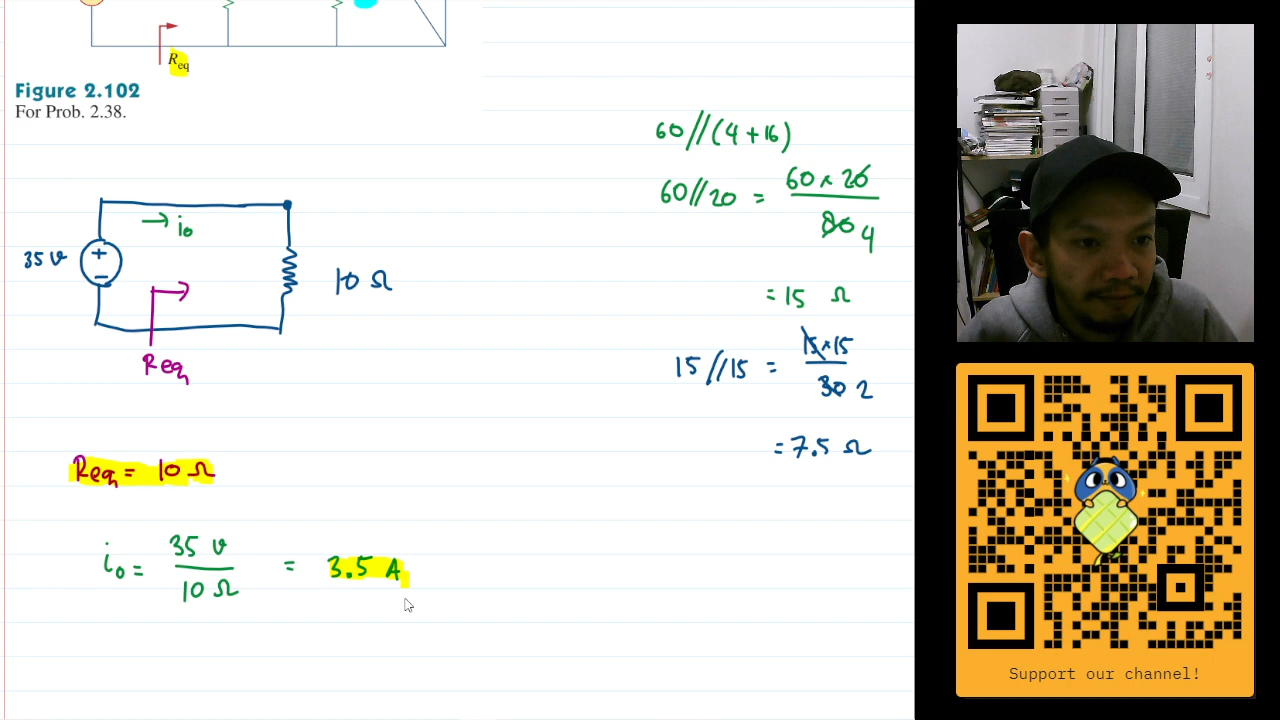 Req
Figure 2.102
For Prob. 2.38.
35 v
+
-
→ io
10 Ω
Req
Req = 10 Ω
io = 35 v / 10 Ω = 3.5 A
60//(4+16)
60//20 = 60 × 20 / 80 4
= 15 Ω
15//15 = 15×15 / 30 2
= 7.5 Ω
Support our channel!